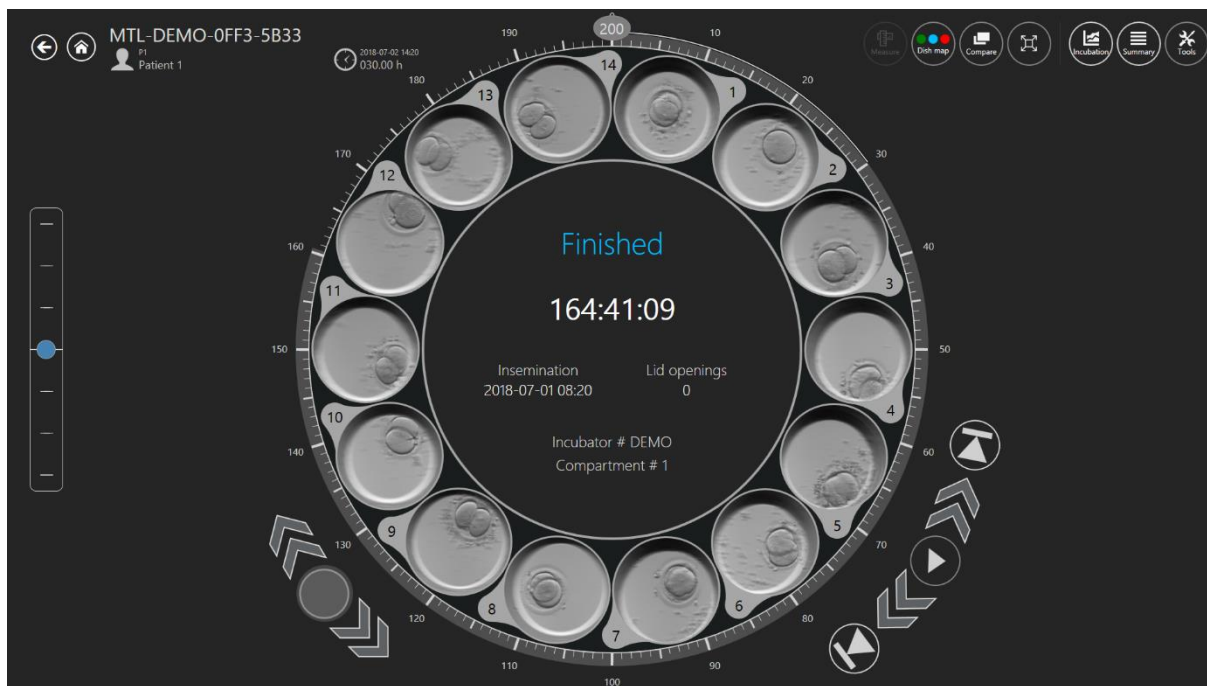 MTL-DEMO-0FF3-5B33
P1
Patient 1
2018-07-02 14:20
030.00 h
Measure
Dish map
Compare
Incubation
Summary
Tools
200
10
20
30
40
50
60
70
80
90
100
110
120
130
140
150
160
170
180
190
1
2
3
4
5
6
7
8
9
10
11
12
13
14
Finished
164:41:09
Insemination
2018-07-01 08:20
Lid openings
0
Incubator # DEMO
Compartment # 1